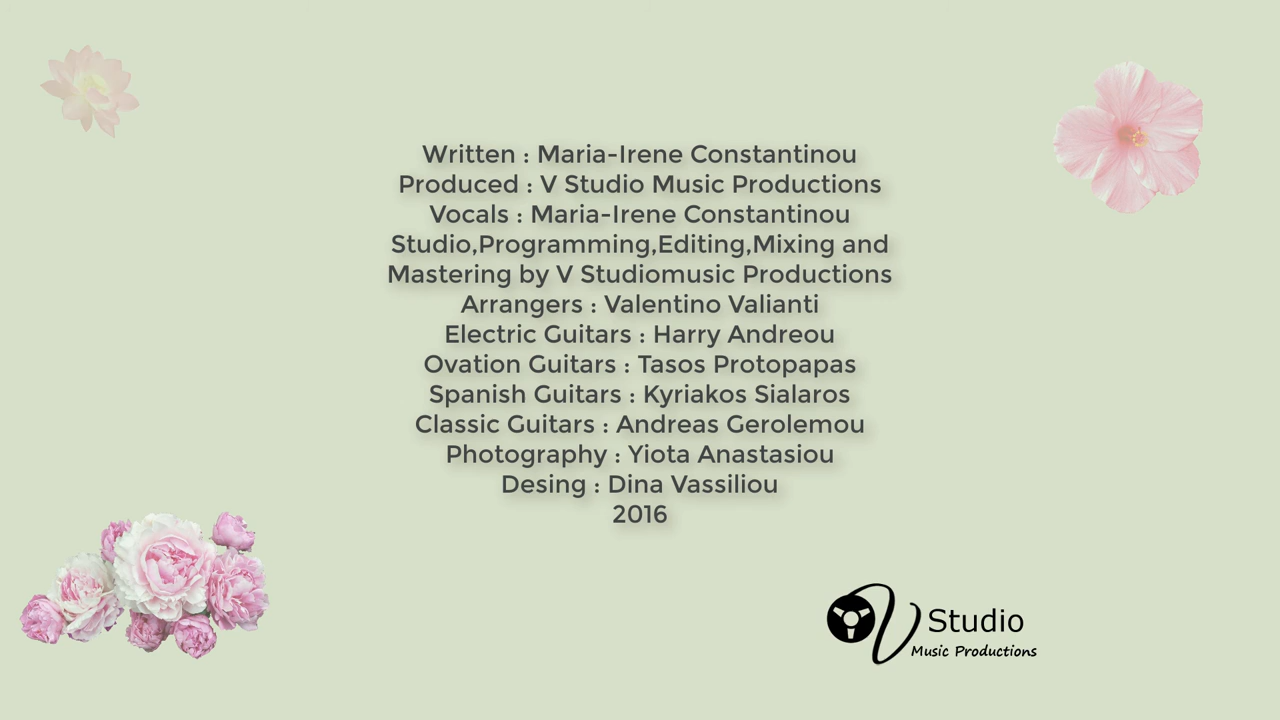 Written : Maria-Irene Constantinou
Produced : V Studio Music Productions
Vocals : Maria-Irene Constantinou
Studio,Programming,Editing,Mixing and
Mastering by V Studiomusic Productions
Arrangers : Valentino Valianti
Electric Guitars : Harry Andreou
Ovation Guitars : Tasos Protopapas
Spanish Guitars : Kyriakos Sialaros
Classic Guitars : Andreas Gerolemou
Photography : Yiota Anastasiou
Desing : Dina Vassiliou
2016
V Studio
Music Productions